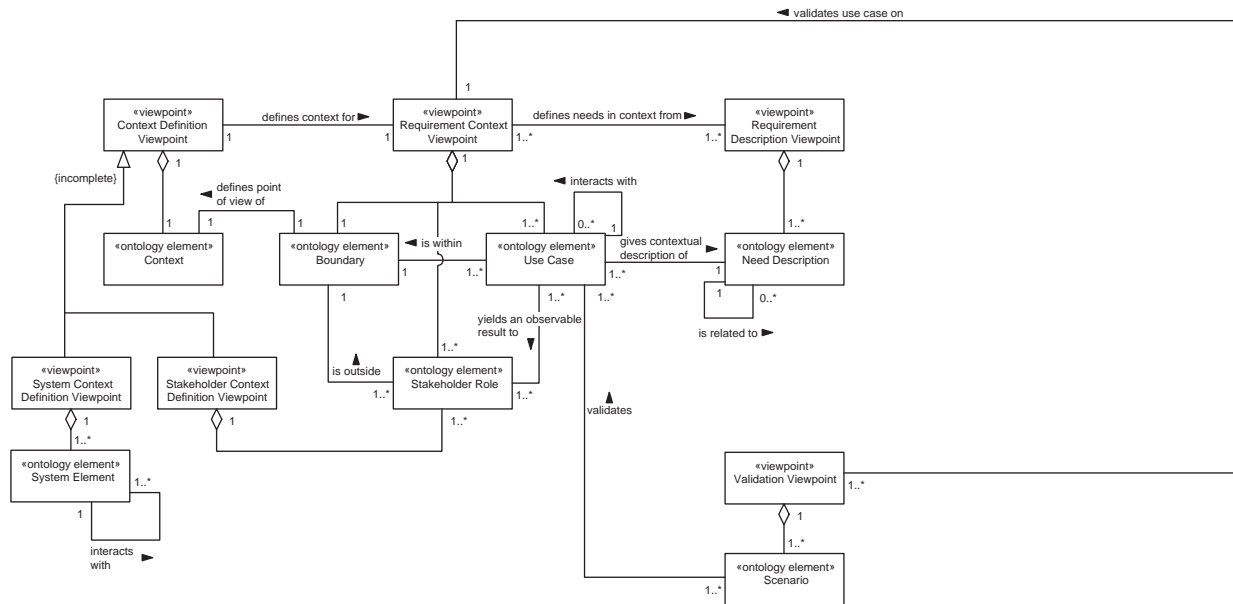 validates use case on
1
«viewpoint»
Context Definition
Viewpoint
defines context for
1
1
«viewpoint»
Requirement Context
Viewpoint
defines needs in context from
1..*
1..*
«viewpoint»
Requirement
Description Viewpoint
{incomplete}
1
1
1
defines point
of view of
interacts with
1
1
1
1
1..*
0..*
1
1..*
«ontology element»
Context
«ontology element»
Boundary
is within
1
1..*
«ontology element»
Use Case
gives contextual
description of
1..*
1
«ontology element»
Need Description
1
1..*
1..*
1
0..*
is related to
yields an observable
result to
1..*
is outside
1..*
1..*
«viewpoint»
System Context
Definition Viewpoint
«viewpoint»
Stakeholder Context
Definition Viewpoint
«ontology element»
Stakeholder Role
validates
1
1
1..*
1..*
«ontology element»
System Element
1..*
1
interacts
with
«viewpoint»
Validation Viewpoint
1..*
1
1..*
«ontology element»
Scenario
1..*